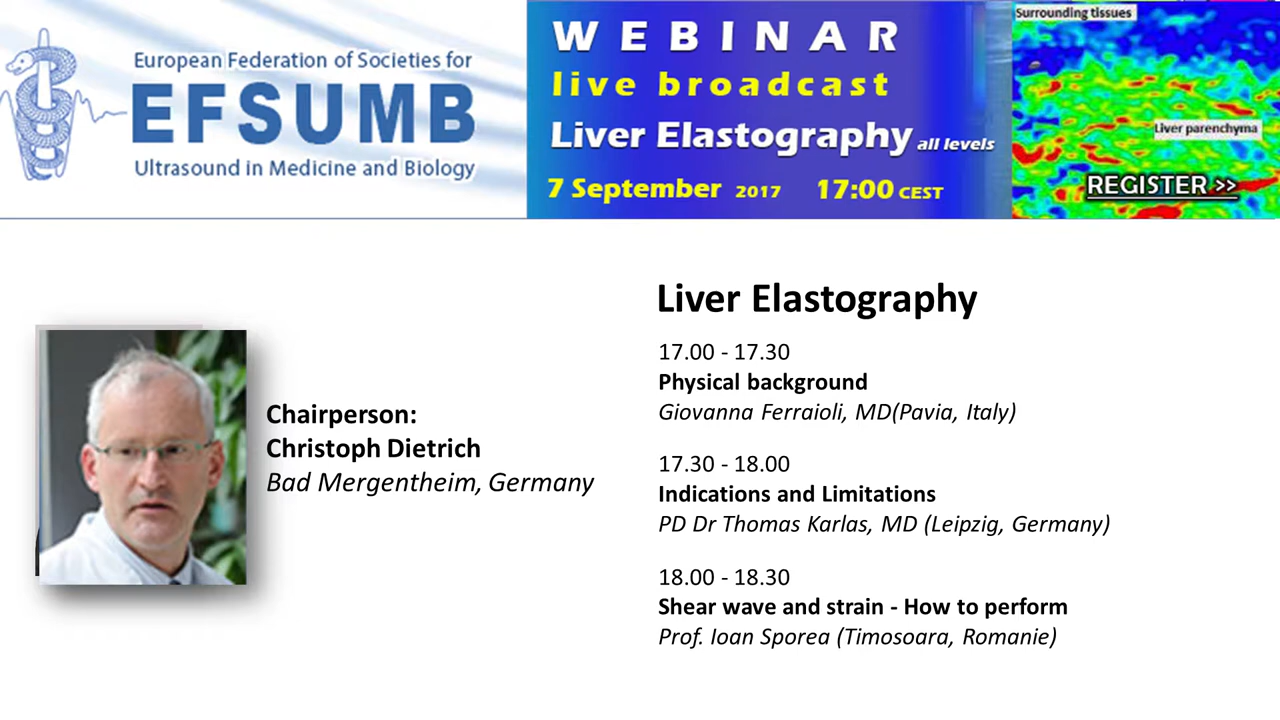 European Federation of Societies for
EFSUMB
Ultrasound in Medicine and Biology
WEBINAR
live broadcast
Liver Elastography all levels
7 September 2017 17:00 CEST
Surrounding tissues
Liver parenchyma
REGISTER >>
Chairperson:
Christoph Dietrich
Bad Mergentheim, Germany
Liver Elastography
17.00 - 17.30
Physical background
Giovanna Ferraioli, MD(Pavia, Italy)
17.30 - 18.00
Indications and Limitations
PD Dr Thomas Karlas, MD (Leipzig, Germany)
18.00 - 18.30
Shear wave and strain - How to perform
Prof. Ioan Sporea (Timosoara, Romanie)